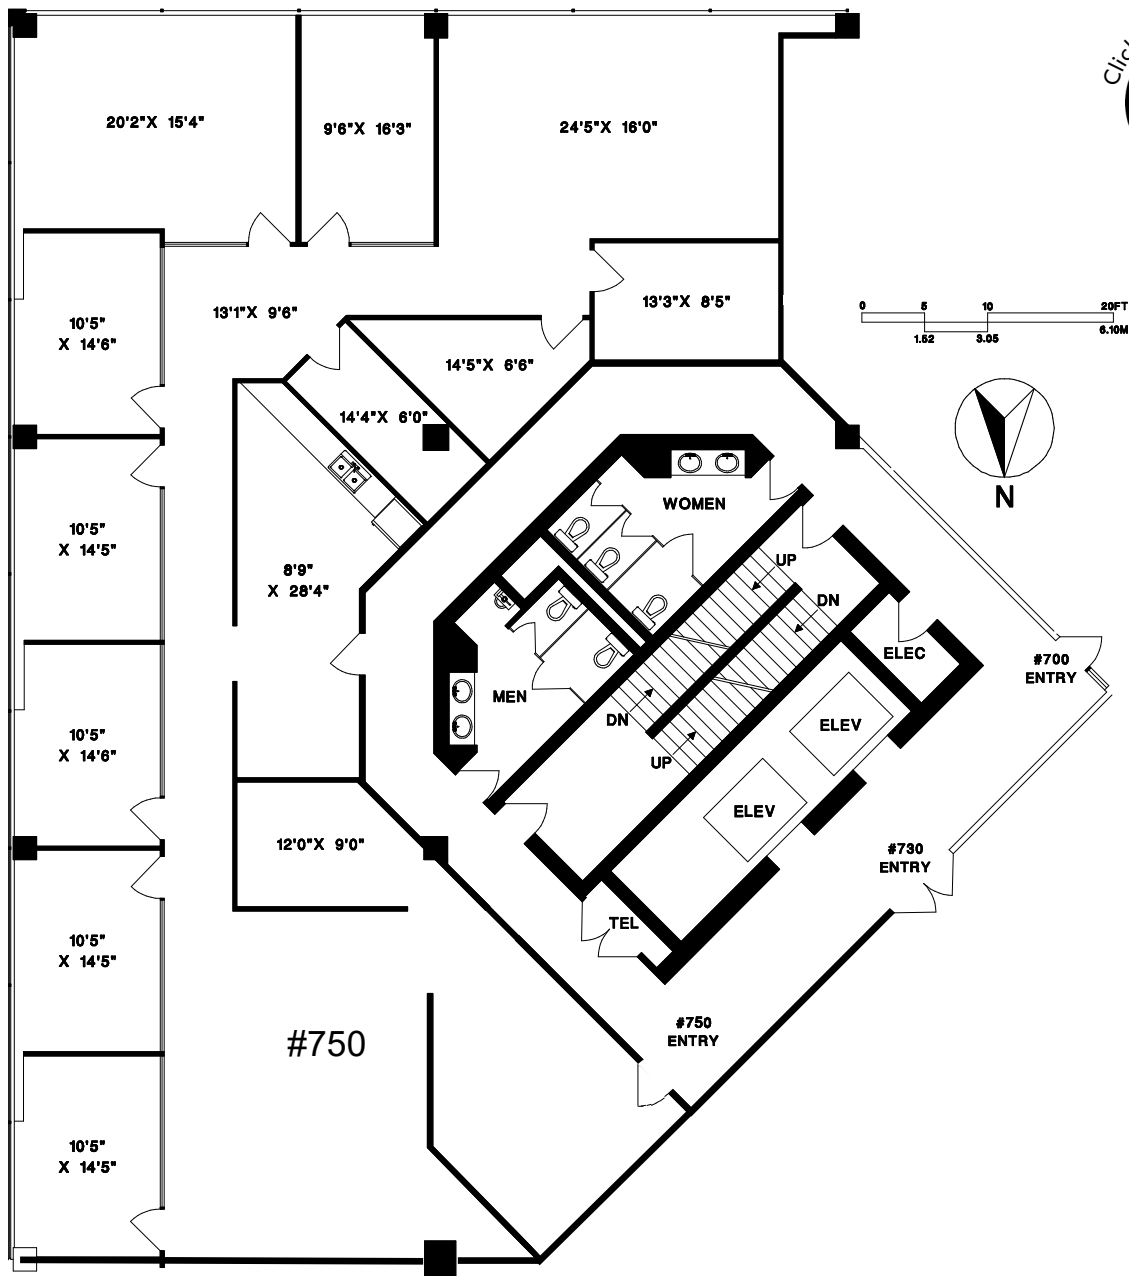 Clic
20'2"X 15'4"
9'6"X 16'3"
24'5"X 16'0"
13'1"X 9'6"
13'3"X 8'5"
0 5 10 20FT
1.52 3.05 6.10M
10'5"
X 14'6"
14'5"X 6'6"
14'4"X 6'0"
N
WOMEN
10'5"
X 14'5"
8'9"
X 28'4"
UP
DN
ELEC
#700
ENTRY
MEN
DN
UP
ELEV
10'5"
X 14'6"
ELEV
12'0"X 9'0"
#730
ENTRY
TEL
10'5"
X 14'5"
#750
ENTRY
#750
10'5"
X 14'5"